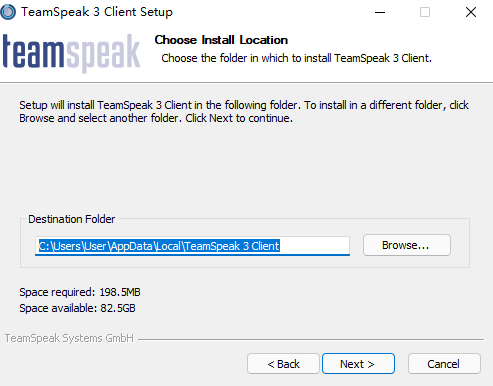 TeamSpeak 3 Client Setup
teamspeak
Choose Install Location
Choose the folder in which to install TeamSpeak 3 Client.
Setup will install TeamSpeak 3 Client in the following folder. To install in a different folder, click
Browse and select another folder. Click Next to continue.
Destination Folder
C:\Users\User\AppData\Local\TeamSpeak 3 Client
Browse...
Space required: 198.5MB
Space available: 82.5GB
TeamSpeak Systems GmbH
< Back
Next >
Cancel